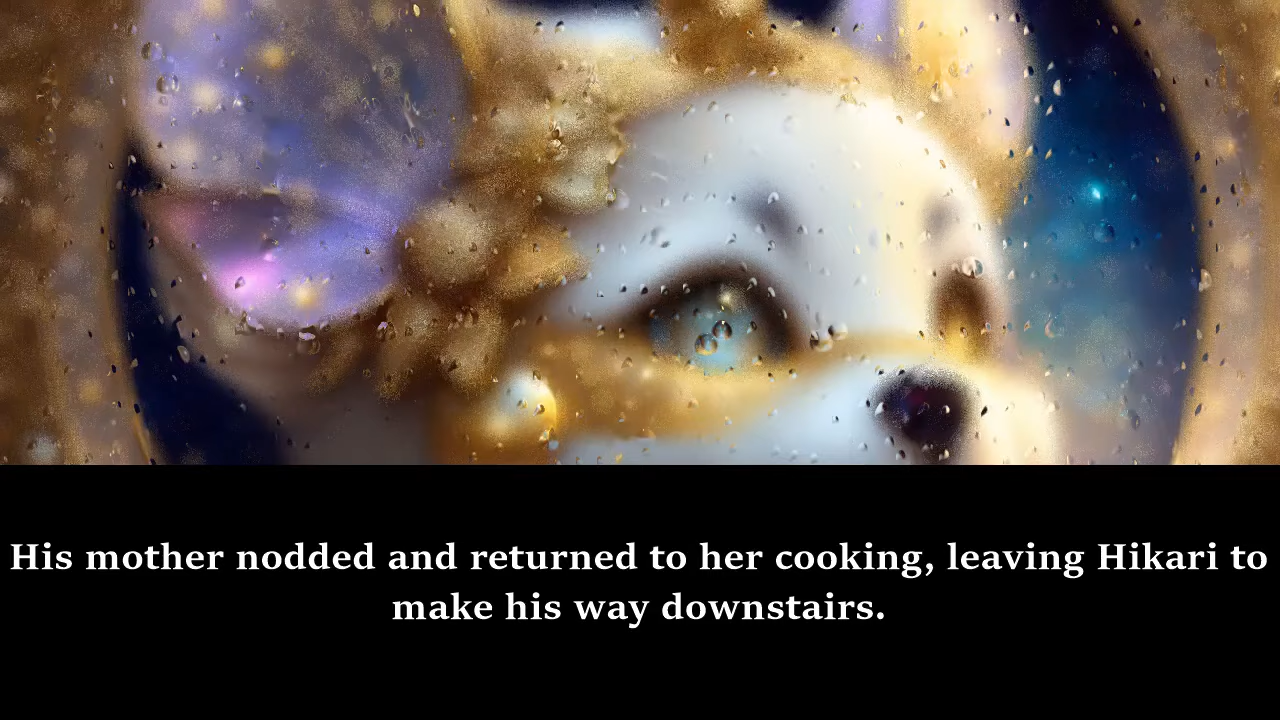 His mother nodded and returned to her cooking, leaving Hikari to
make his way downstairs.